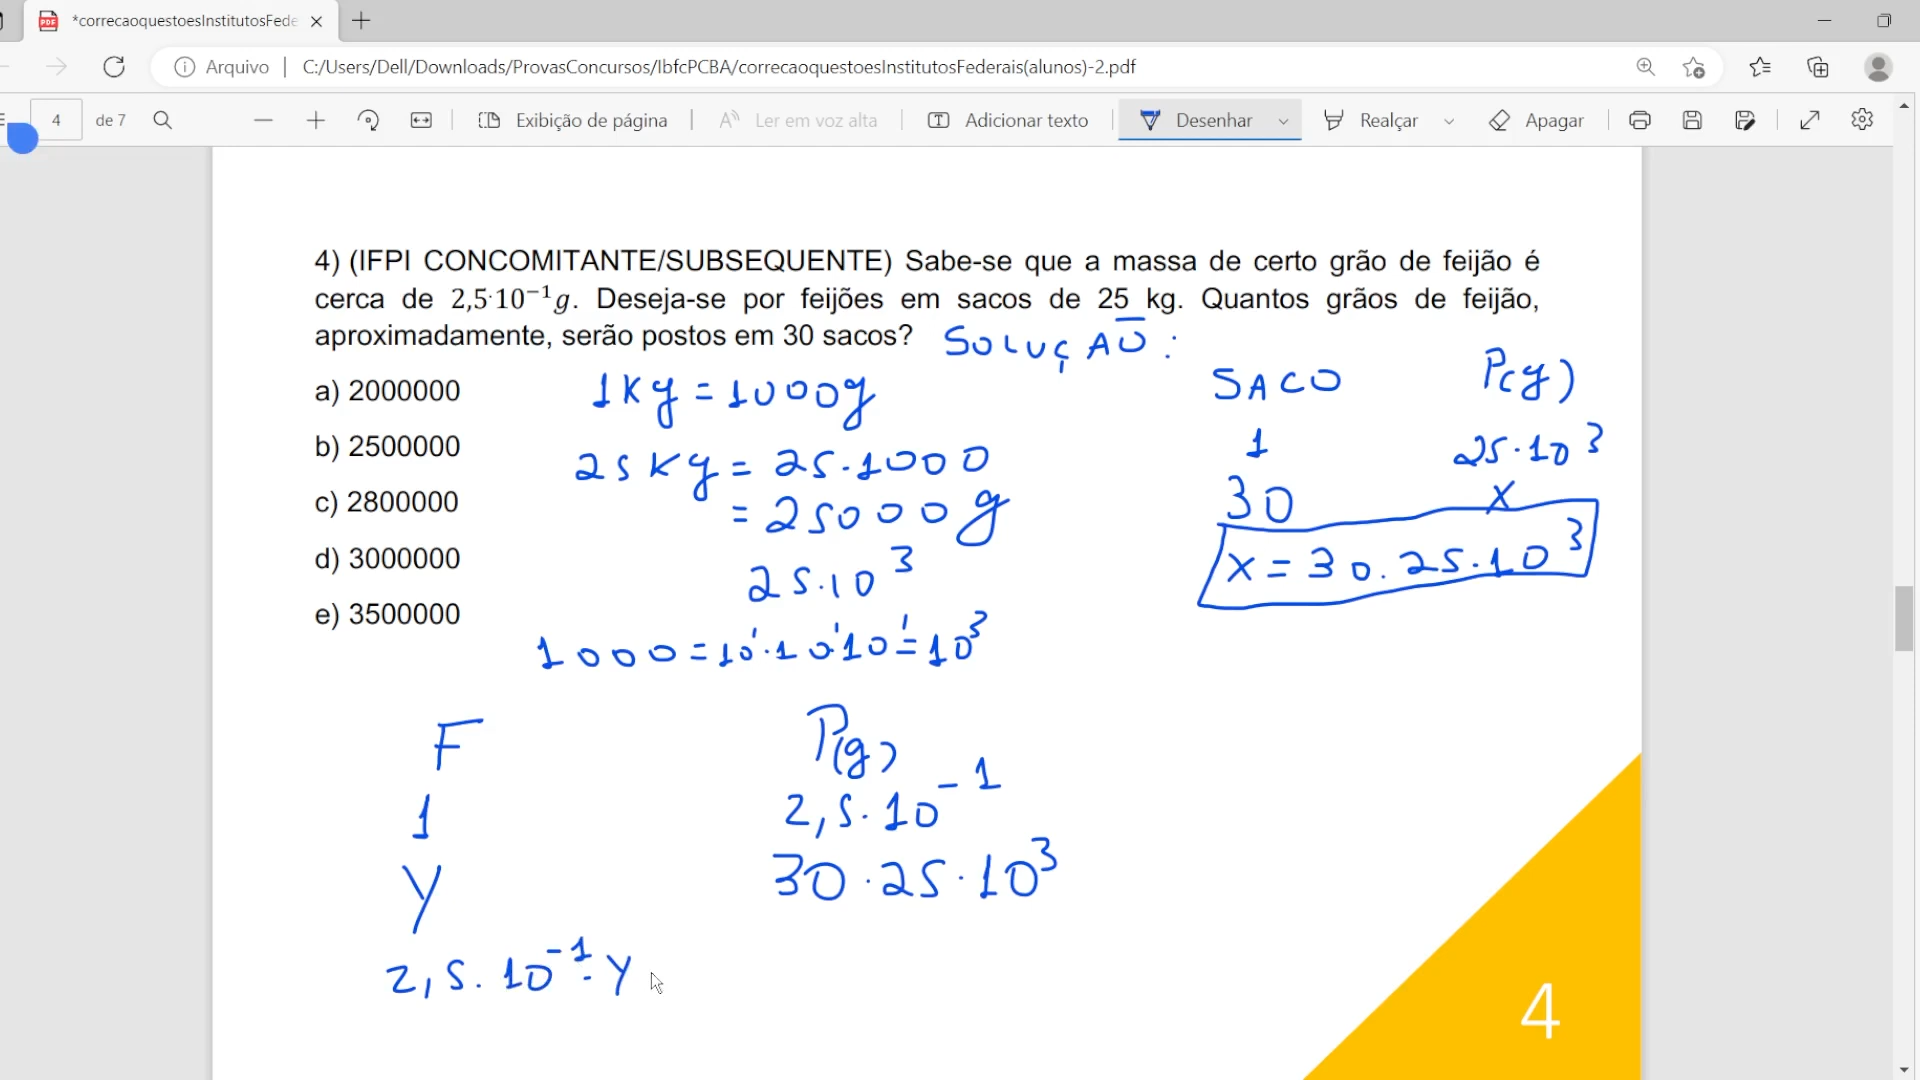 *correcaoquestoesInstitutosFede
Arquivo | C:/Users/Dell/Downloads/ProvasConcursos/IbfcPCBA/correcaoquestoesInstitutosFederais(alunos)-2.pdf
4 de 7 Exibição de página Ler em voz alta Adicionar texto Desenhar Realçar Apagar
4) (IFPI CONCOMITANTE/SUBSEQUENTE) Sabe-se que a massa de certo grão de feijão é
cerca de 2,5·10⁻¹g. Deseja-se por feijões em sacos de 25 kg. Quantos grãos de feijão,
aproximadamente, serão postos em 30 sacos?
SOLUÇAO:
a) 2000000
b) 2500000
c) 2800000
d) 3000000
e) 3500000
1Kg = 1000g
25Kg = 25.1000
= 25000g
25.10³
1000 = 10¹.10¹.10¹ = 10³
SACO P(g)
1 25.10³
30 X
X = 30.25.10³
F P(g)
1 2,5.10⁻¹
Y 30.25.10³
2,5.10⁻¹.Y
4